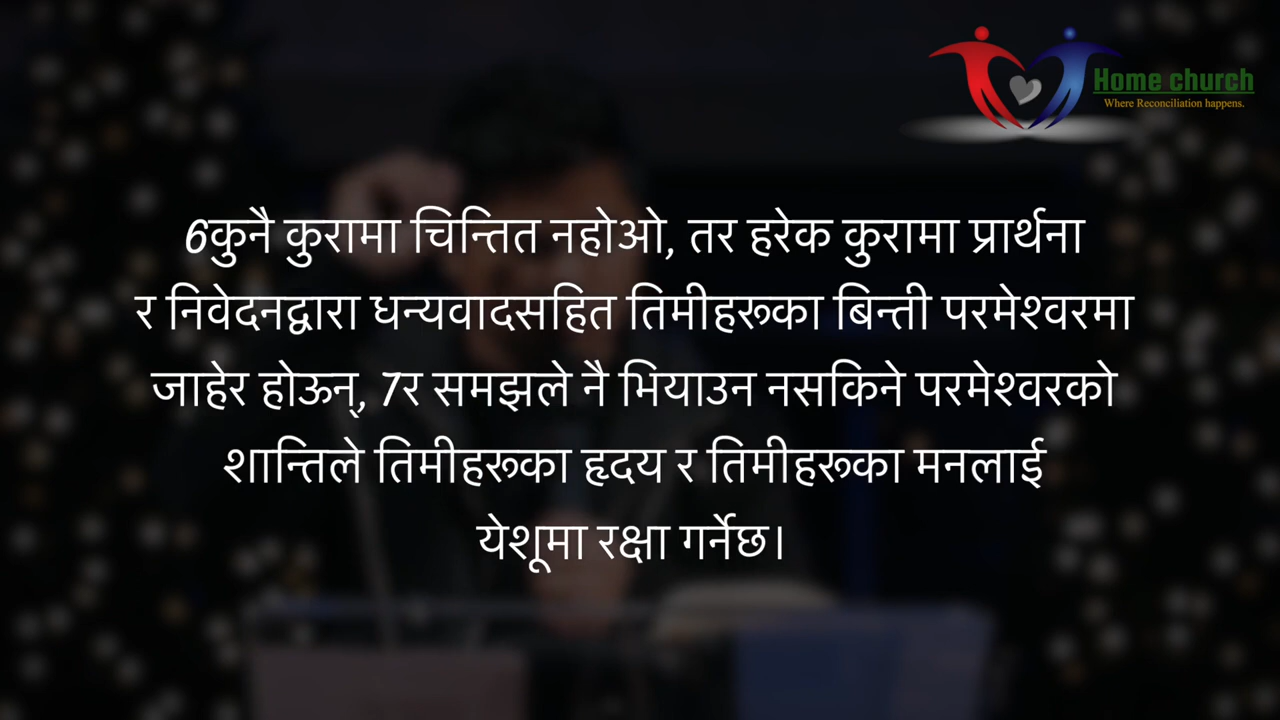 Home church
Where Reconciliation happens.
6कुनै कुरामा चिन्तित नहोओ, तर हरेक कुरामा प्रार्थना
र निवेदनद्वारा धन्यवादसहित तिमीहरूका बिन्ती परमेश्वरमा
जाहेर होऊन्, 7र समझले नै भियाउन नसकिने परमेश्वरको
शान्तिले तिमीहरूका हृदय र तिमीहरूका मनलाई
येशूमा रक्षा गर्नेछ।